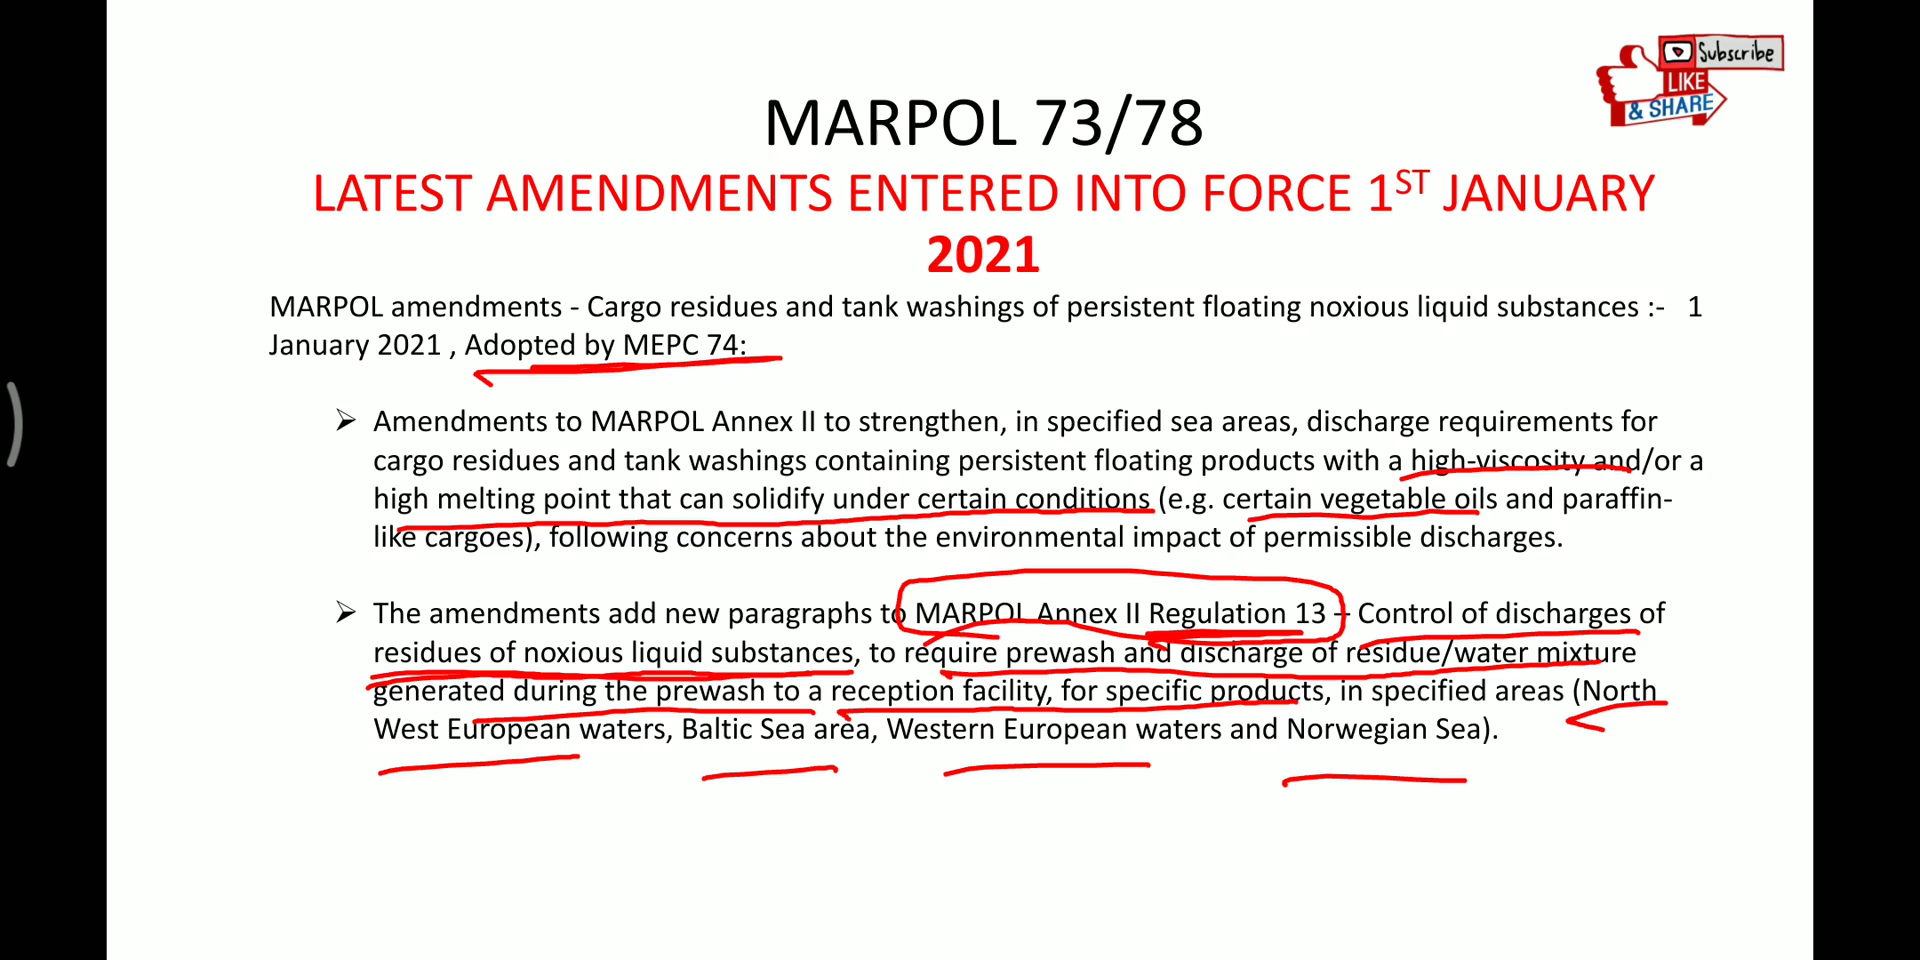 Subscribe
LIKE
& SHARE
MARPOL 73/78
LATEST AMENDMENTS ENTERED INTO FORCE 1ST JANUARY
2021
MARPOL amendments - Cargo residues and tank washings of persistent floating noxious liquid substances :- 1
January 2021 , Adopted by MEPC 74:
➢ Amendments to MARPOL Annex II to strengthen, in specified sea areas, discharge requirements for
cargo residues and tank washings containing persistent floating products with a high-viscosity and/or a
high melting point that can solidify under certain conditions (e.g. certain vegetable oils and paraffin-
like cargoes), following concerns about the environmental impact of permissible discharges.
➢ The amendments add new paragraphs to MARPOL Annex II Regulation 13 – Control of discharges of
residues of noxious liquid substances, to require prewash and discharge of residue/water mixture
generated during the prewash to a reception facility, for specific products, in specified areas (North
West European waters, Baltic Sea area, Western European waters and Norwegian Sea).